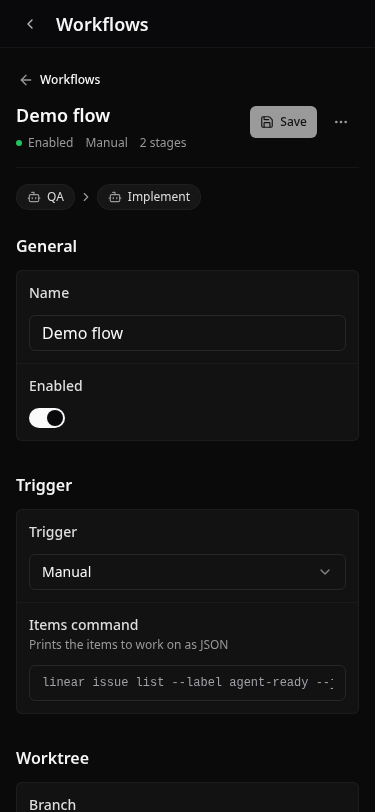 Workflows
Workflows
Demo flow
Save
Enabled Manual 2 stages
QA
Implement
General
Name
Demo flow
Enabled
Trigger
Trigger
Manual
Items command
Prints the items to work on as JSON
linear issue list --label agent-ready --
Worktree
Branch